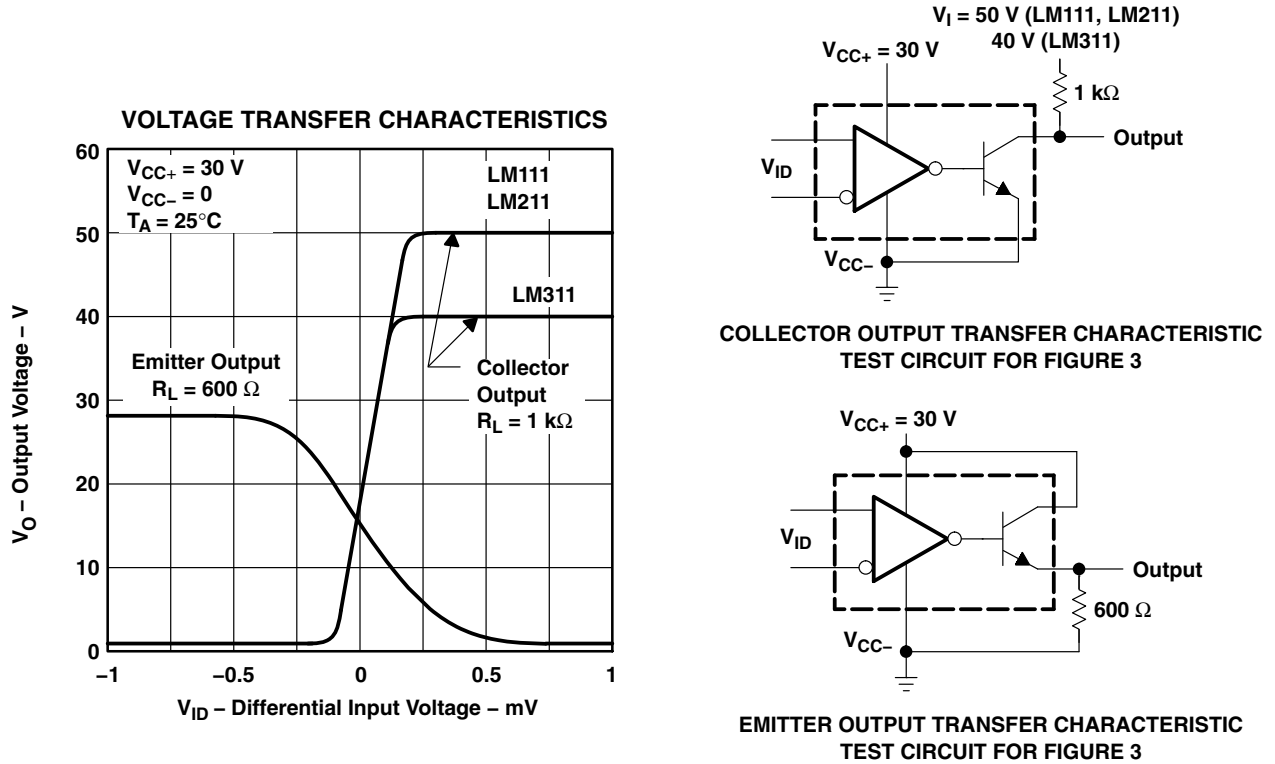 VOLTAGE TRANSFER CHARACTERISTICS
V_CC+ = 30 V
V_CC– = 0
T_A = 25°C
LM111
LM211
LM311
Emitter Output
R_L = 600 Ω
Collector
Output
R_L = 1 kΩ
60
50
40
30
20
10
0
–1
–0.5
0
0.5
1
V_O – Output Voltage – V
V_ID – Differential Input Voltage – mV
V_I = 50 V (LM111, LM211)
40 V (LM311)
V_CC+ = 30 V
1 kΩ
Output
V_ID
V_CC–
COLLECTOR OUTPUT TRANSFER CHARACTERISTIC
TEST CIRCUIT FOR FIGURE 3
V_CC+ = 30 V
V_ID
Output
600 Ω
V_CC–
EMITTER OUTPUT TRANSFER CHARACTERISTIC
TEST CIRCUIT FOR FIGURE 3